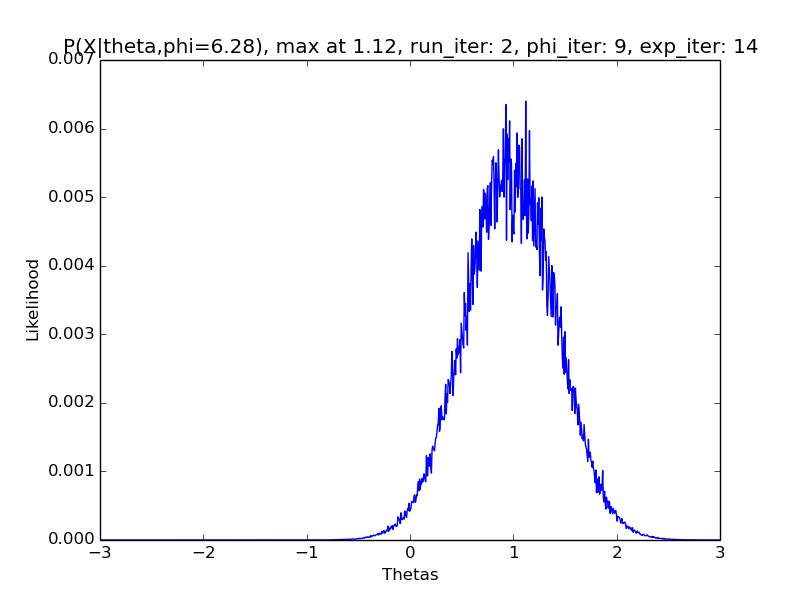 P(X|theta,phi=6.28), max at 1.12, run_iter: 2, phi_iter: 9, exp_iter: 14
0.007
0.006
0.005
0.004
0.003
0.002
0.001
0.000
Likelihood
−3 −2 −1 0 1 2 3
Thetas